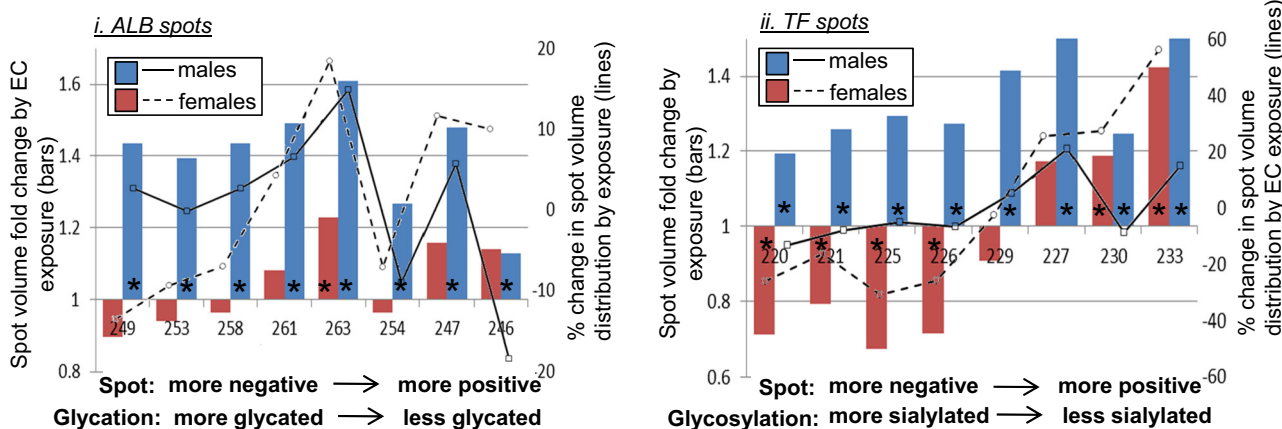 i. ALB spots
Spot volume fold change by EC
exposure (bars)
1.6
1.4
1.2
1
0.8
males
females
20
10
0
-10
-20
% change in spot volume
distribution by exposure (lines)
* * * * * * * * *
249 253 258 261 263 254 247 246
Spot: more negative → more positive
Glycation: more glycated → less glycated
ii. TF spots
Spot volume fold change by
exposure (bars)
1.4
1.2
1
0.8
0.6
males
females
60
40
20
0
-20
-40
-60
% change in spot volume
distribution by EC exposure (lines)
* * * * * * * * * *
* * * *
220 231 225 226 229 227 230 233
Spot: more negative → more positive
Glycosylation: more sialylated → less sialylated